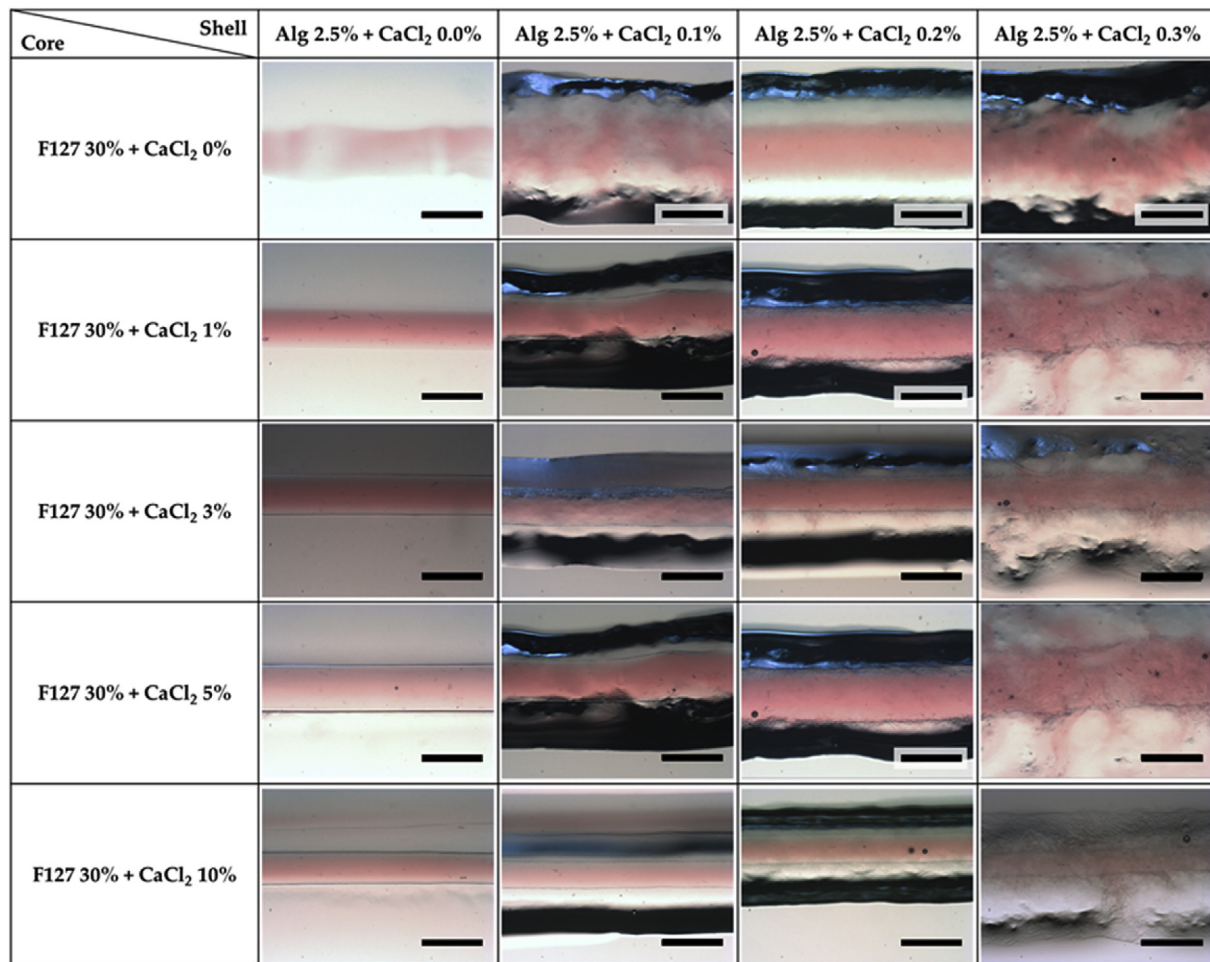 Shell
Core
Alg 2.5% + CaCl₂ 0.0%
Alg 2.5% + CaCl₂ 0.1%
Alg 2.5% + CaCl₂ 0.2%
Alg 2.5% + CaCl₂ 0.3%
F127 30% + CaCl₂ 0%
F127 30% + CaCl₂ 1%
F127 30% + CaCl₂ 3%
F127 30% + CaCl₂ 5%
F127 30% + CaCl₂ 10%